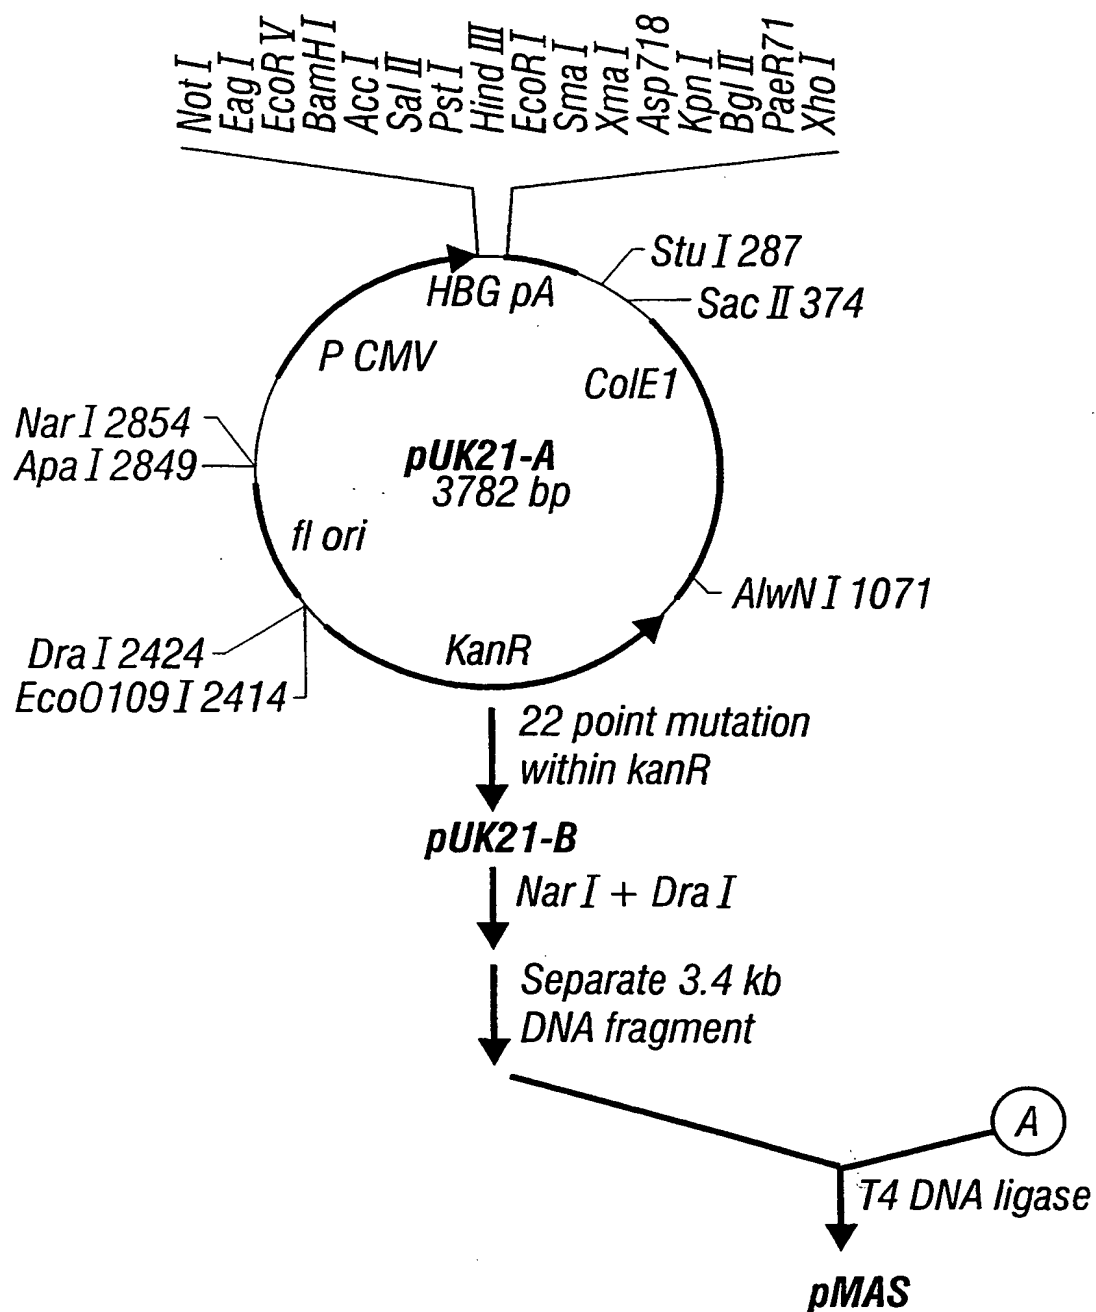 Not I
Eag I
EcoR V
BamH I
Acc I
Sal II
Pst I
Hind III
EcoR I
Sma I
Xma I
Asp718
Kpn I
Bgl II
PaeR71
Xho I
Stu I 287
HBG pA
Sac II 374
P CMV
ColE1
Nar I 2854
Apa I 2849
pUK21-A
3782 bp
fl ori
AlwN I 1071
Dra I 2424
KanR
EcoO109 I 2414
22 point mutation
within kanR
pUK21-B
Nar I + Dra I
Separate 3.4 kb
DNA fragment
A
T4 DNA ligase
pMAS